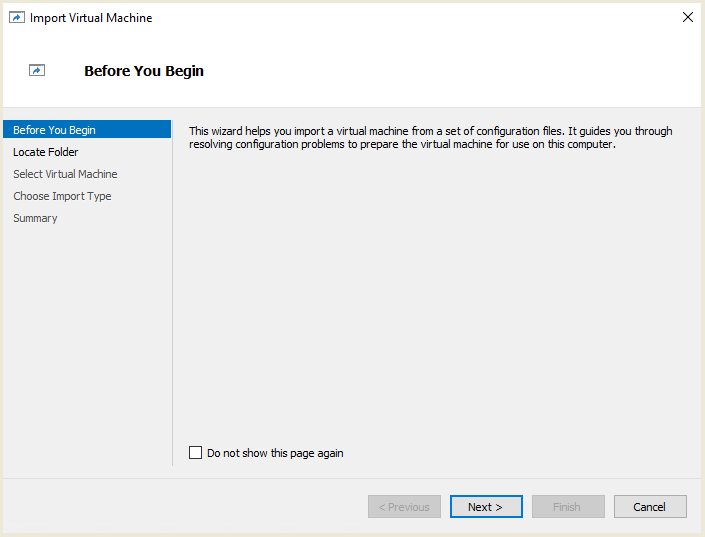 Import Virtual Machine
Before You Begin
Before You Begin
Locate Folder
Select Virtual Machine
Choose Import Type
Summary
This wizard helps you import a virtual machine from a set of configuration files. It guides you through
resolving configuration problems to prepare the virtual machine for use on this computer.
Do not show this page again
< Previous
Next >
Finish
Cancel